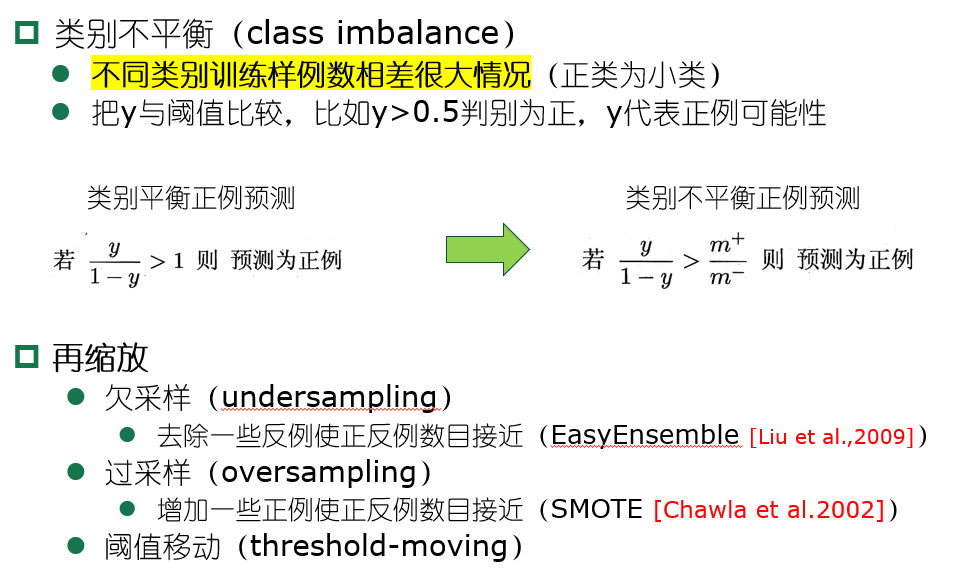 类别不平衡（class imbalance）
不同类别训练样例数相差很大情况（正类为小类）
把y与阈值比较，比如y>0.5判别为正，y代表正例可能性
类别平衡正例预测
类别不平衡正例预测
若 y/(1 − y) > 1 则 预测为正例
若 y/(1 − y) > m⁺/m⁻ 则 预测为正例
再缩放
欠采样（undersampling）
去除一些反例使正反例数目接近（EasyEnsemble [Liu et al.,2009]）
过采样（oversampling）
增加一些正例使正反例数目接近（SMOTE [Chawla et al.2002]）
阈值移动（threshold-moving）